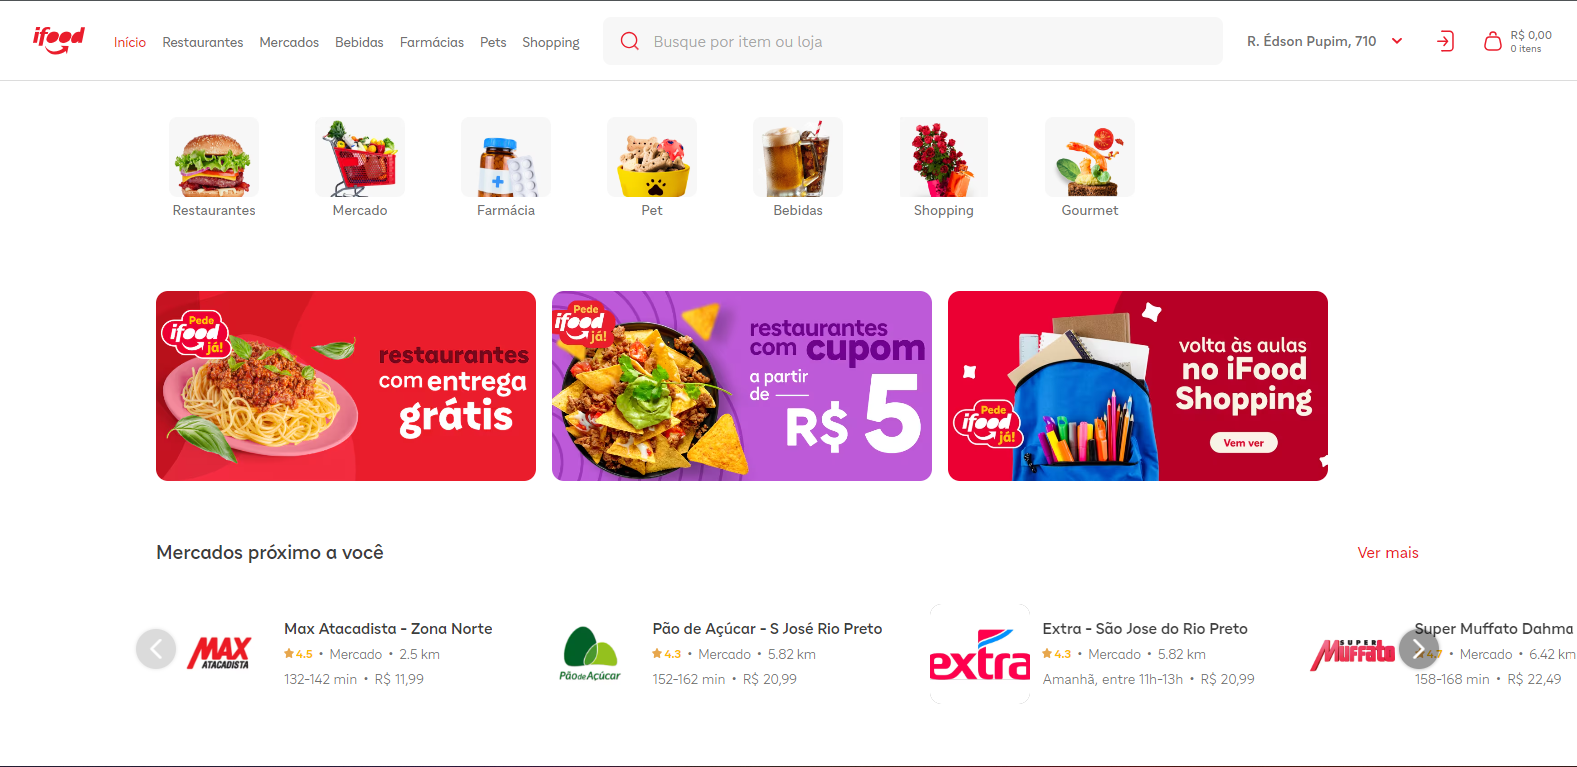 ifood
Início Restaurantes Mercados Bebidas Farmácias Pets Shopping
Busque por item ou loja
R. Édson Pupim, 710
R$ 0,00
0 itens
Restaurantes Mercado Farmácia Pet Bebidas Shopping Gourmet
Pede
ifood
já!
restaurantes
com entrega
grátis
Pede
ifood
já!
restaurantes
com cupom
a partir
de
R$ 5
volta às aulas
no iFood
Shopping
Vem ver
Pede
ifood
já!
Mercados próximo a você
Ver mais
MAX
ATACADISTA
Max Atacadista - Zona Norte
4.5 • Mercado • 2.5 km
132-142 min • R$ 11,99
Pão de Açúcar
Pão de Açúcar - S José Rio Preto
4.3 • Mercado • 5.82 km
152-162 min • R$ 20,99
extra
Extra - São Jose do Rio Preto
4.3 • Mercado • 5.82 km
Amanhã, entre 11h-13h • R$ 20,99
SUPER
Muffato
Super Muffato Dahma
4.7 • Mercado • 6.42 km
158-168 min • R$ 22,49